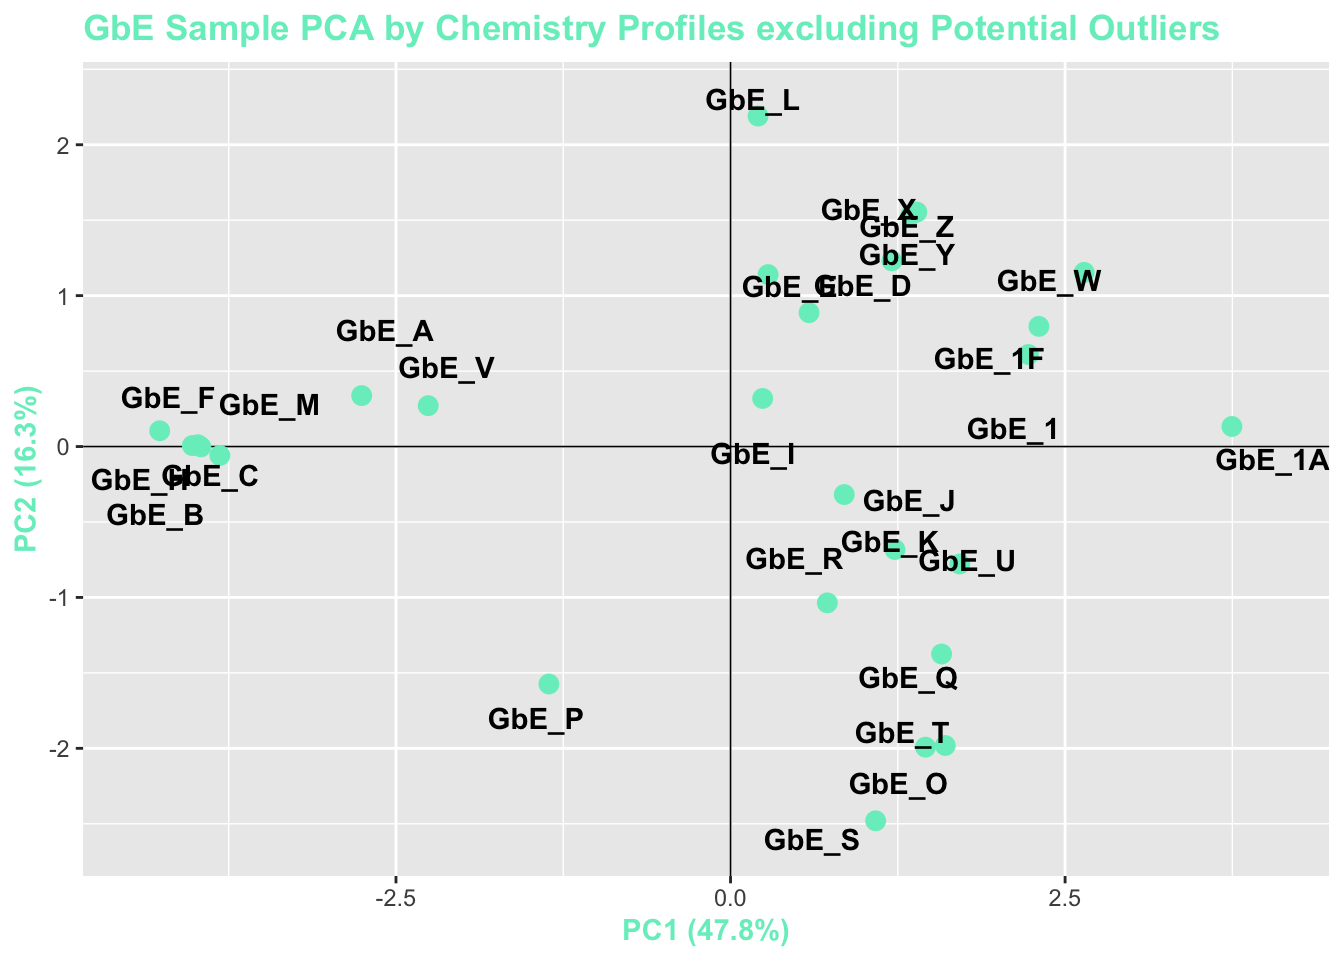 GbE Sample PCA by Chemistry Profiles excluding Potential Outliers
GbE_L
2
GbE_X
GbE_Z
GbE_Y
GbE_W
GbE_E
GbE_D
1
GbE_A
GbE_V
GbE_1F
GbE_F
GbE_M
GbE_1
0
GbE_I
GbE_1A
GbE_H
GbE_C
GbE_J
GbE_B
GbE_K
GbE_R
GbE_U
-1
GbE_Q
GbE_P
GbE_T
-2
GbE_O
GbE_S
PC2 (16.3%)
-2.5
0.0
2.5
PC1 (47.8%)